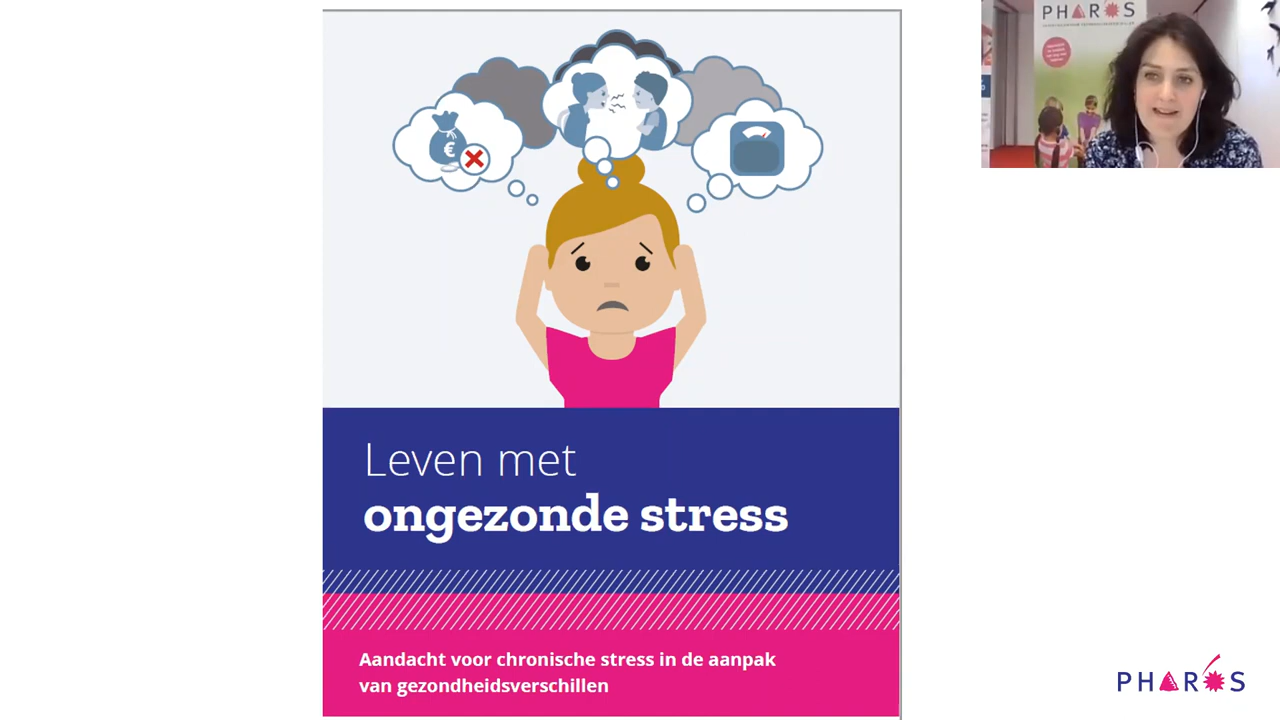 PHAROS
€
Leven met
ongezonde stress
Aandacht voor chronische stress in de aanpak
van gezondheidsverschillen
PHAROS